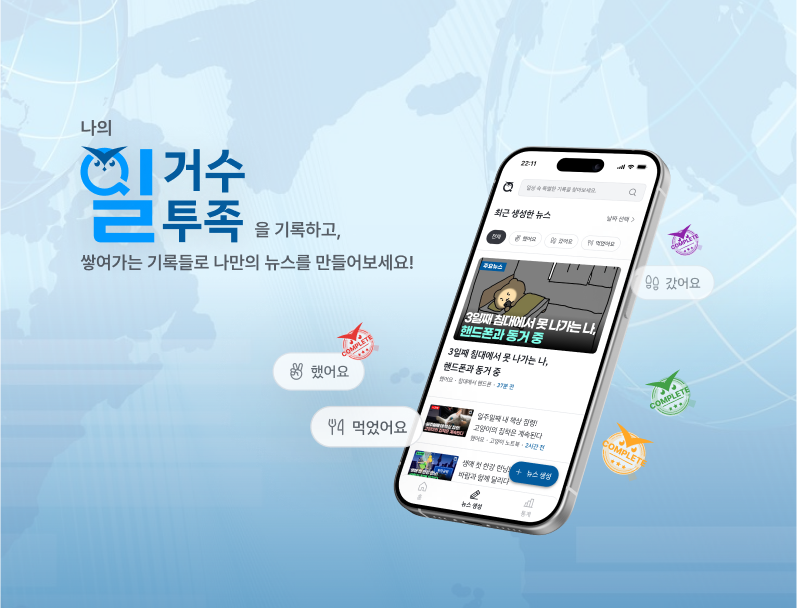 나의
일거수
투족을 기록하고,
쌓여가는 기록들로 나만의 뉴스를 만들어보세요!
22:11
일상 속 특별한 기록을 찾아보세요.
최근 생성한 뉴스
날짜 선택
전체
했어요
갔어요
먹었어요
주요뉴스
3일째 침대에서 못 나가는 나,
핸드폰과 동거 중
3일째 침대에서 못 나가는 나,
핸드폰과 동거 중
했어요 · 침대에서 핸드폰 · 37분 전
일주일째 내 책상 점령!
고양이의 집착은 계속된다
했어요 · 고양이 노트북 · 2시간 전
생애 첫 한강 런닝
바람과 함께 달리다
+ 뉴스 생성
홈
뉴스 생성
통계
COMPLETE
갔어요
COMPLETE
했어요
먹었어요
COMPLETE
COMPLETE